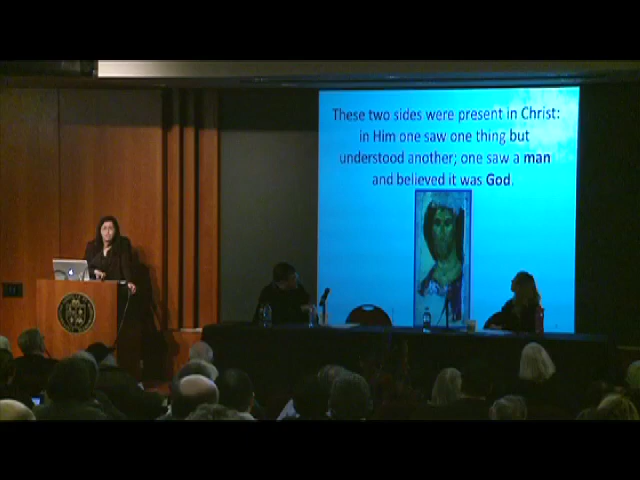 These two sides were present in Christ:
in Him one saw one thing but
understood another; one saw a man
and believed it was God.